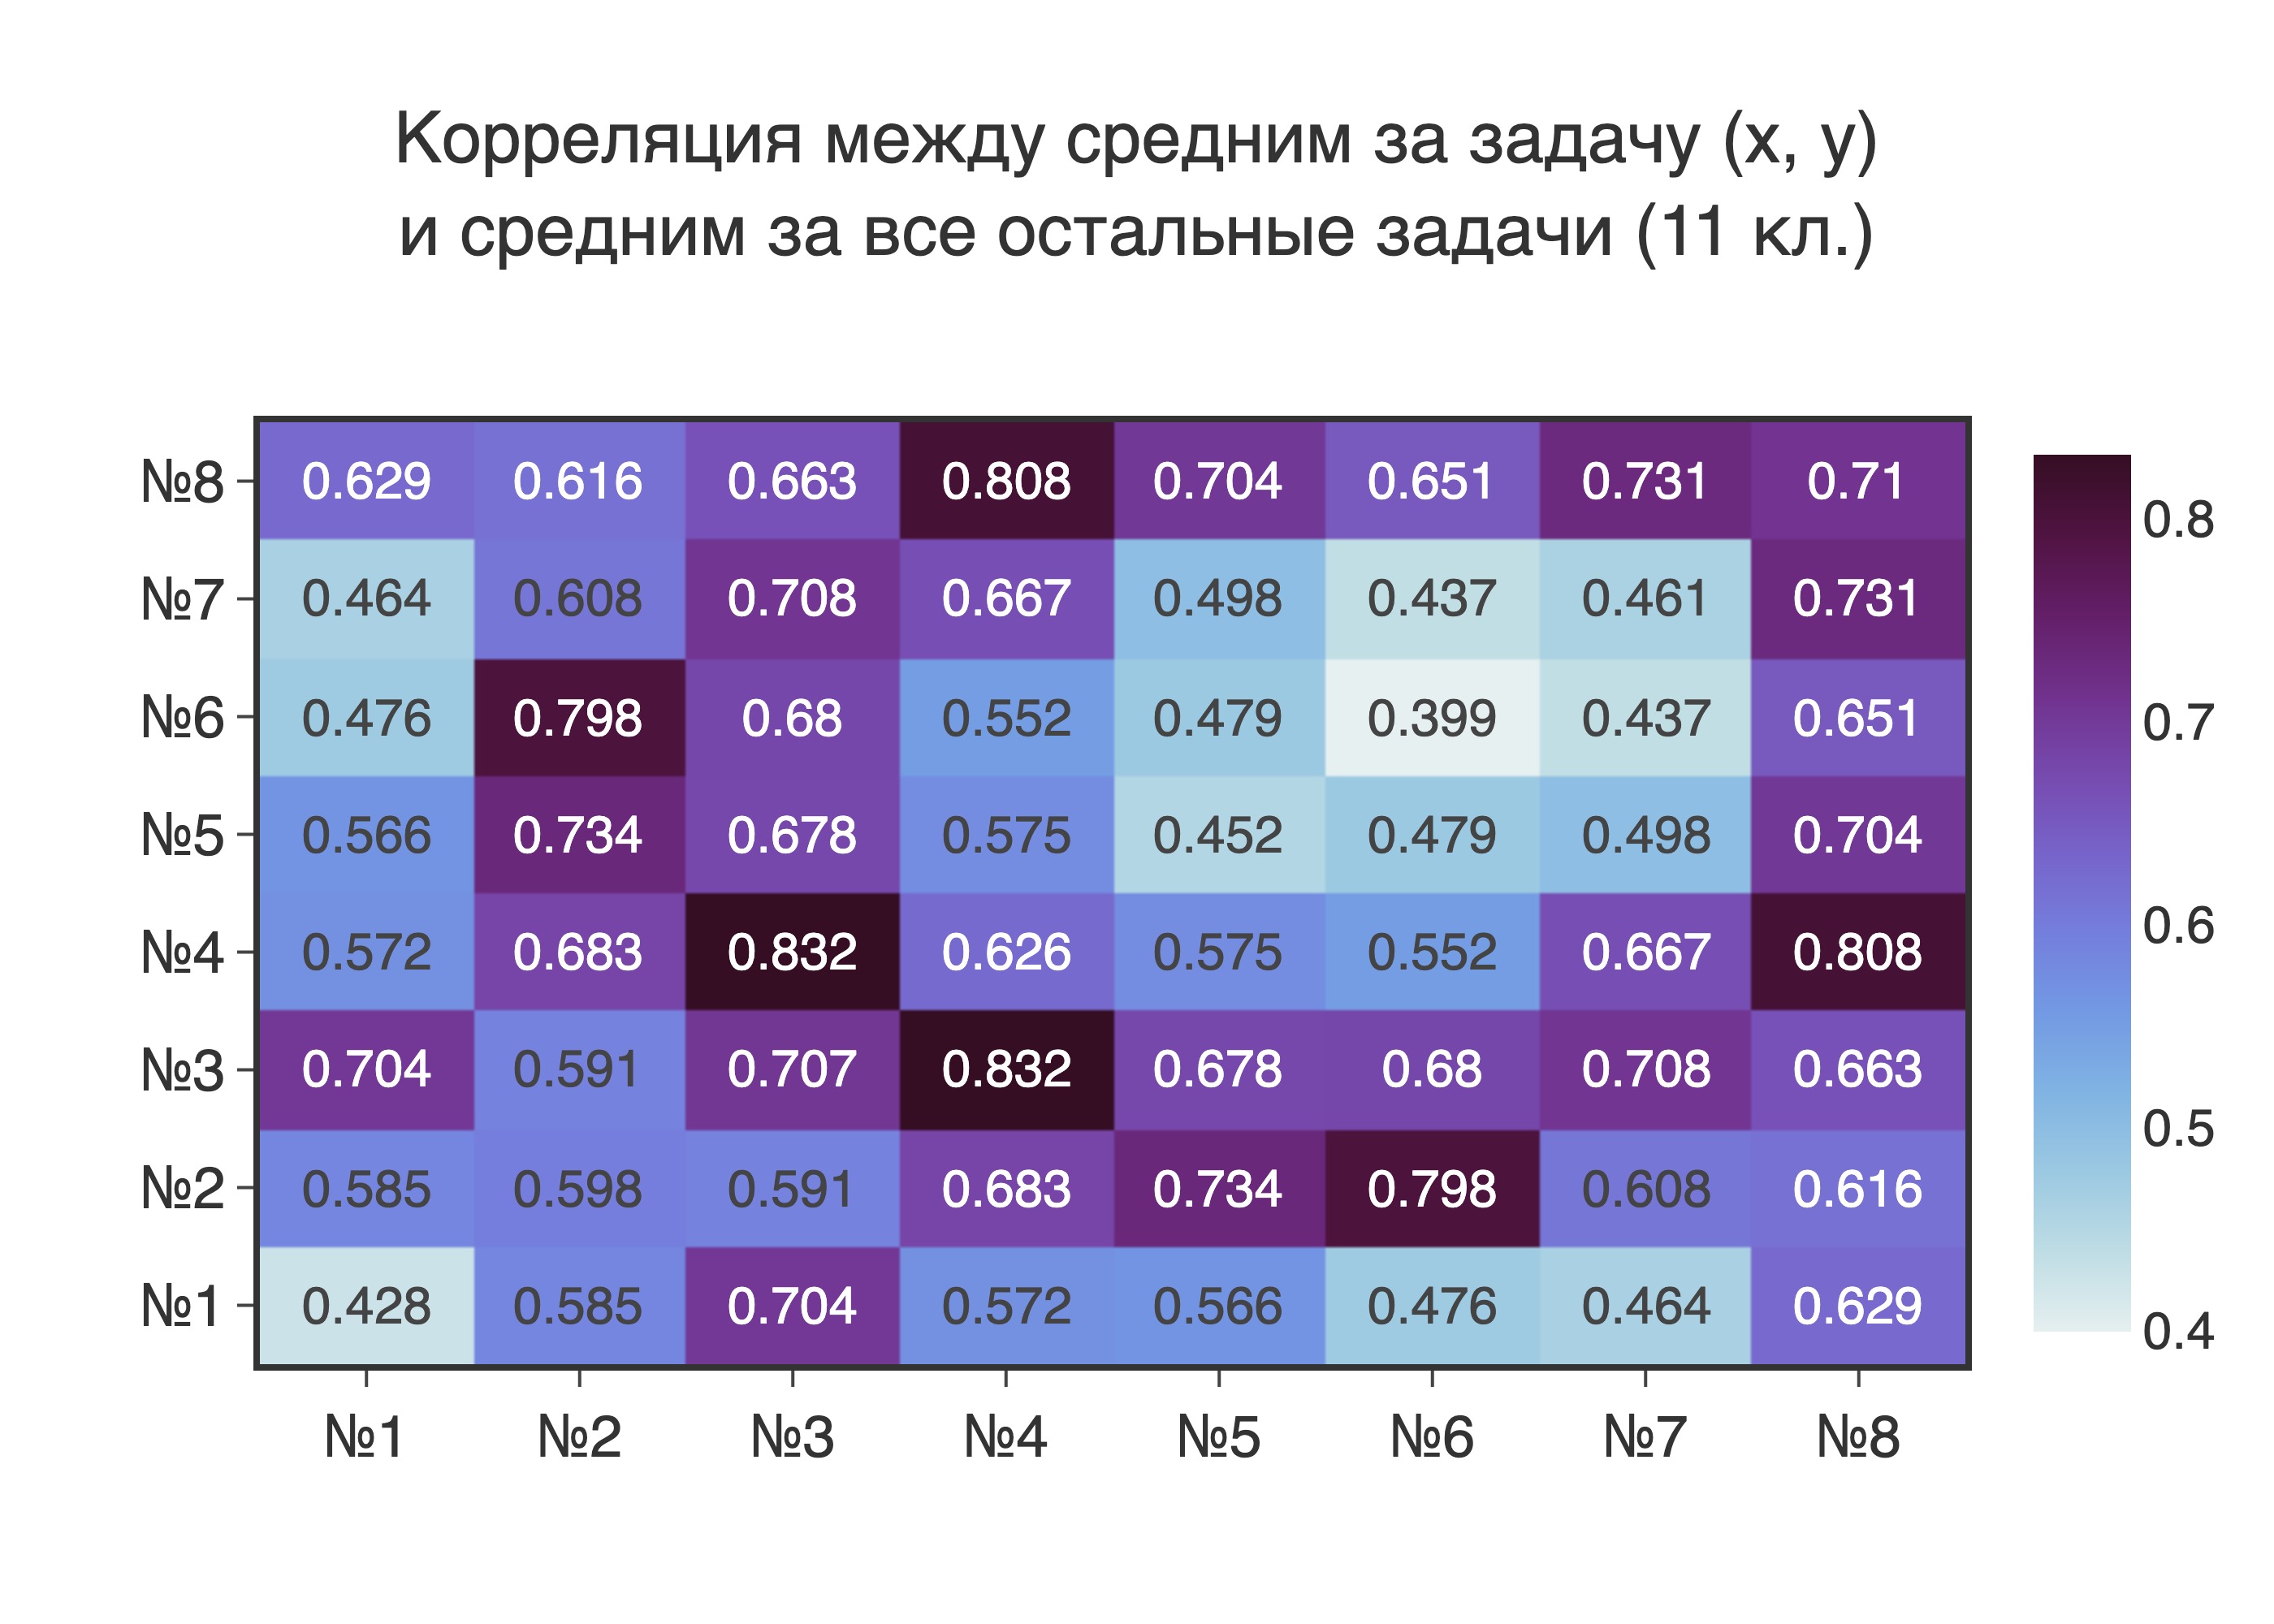 Корреляция между средним за задачу (x, y)
и средним за все остальные задачи (11 кл.)
№8 0.629 0.616 0.663 0.808 0.704 0.651 0.731 0.71
№7 0.464 0.608 0.708 0.667 0.498 0.437 0.461 0.731
№6 0.476 0.798 0.68 0.552 0.479 0.399 0.437 0.651
№5 0.566 0.734 0.678 0.575 0.452 0.479 0.498 0.704
№4 0.572 0.683 0.832 0.626 0.575 0.552 0.667 0.808
№3 0.704 0.591 0.707 0.832 0.678 0.68 0.708 0.663
№2 0.585 0.598 0.591 0.683 0.734 0.798 0.608 0.616
№1 0.428 0.585 0.704 0.572 0.566 0.476 0.464 0.629
№1 №2 №3 №4 №5 №6 №7 №8
0.8
0.7
0.6
0.5
0.4